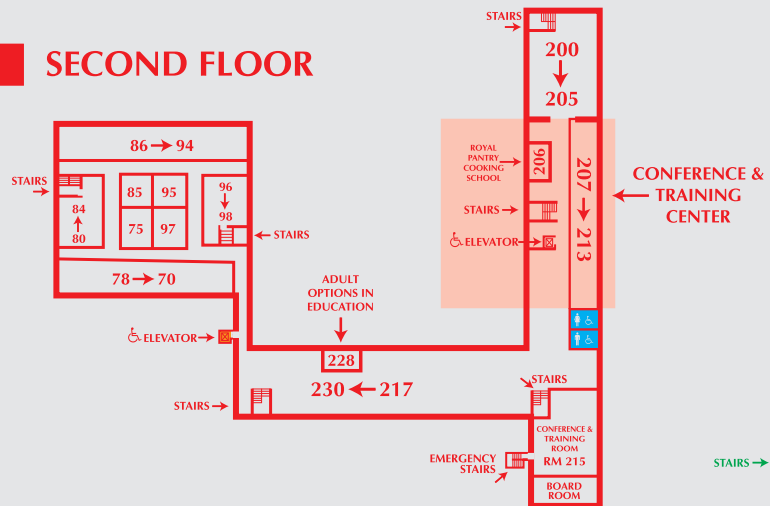 SECOND FLOOR
STAIRS
200
205
86 94
STAIRS
84
80
85 95
75 97
96
98
STAIRS
78 70
ROYAL
PANTRY
COOKING
SCHOOL
206
207
213
STAIRS
ELEVATOR
CONFERENCE &
TRAINING
CENTER
ADULT
OPTIONS IN
EDUCATION
ELEVATOR
228
230 217
STAIRS
STAIRS
CONFERENCE &
TRAINING
ROOM
RM 215
EMERGENCY
STAIRS
BOARD
ROOM
STAIRS